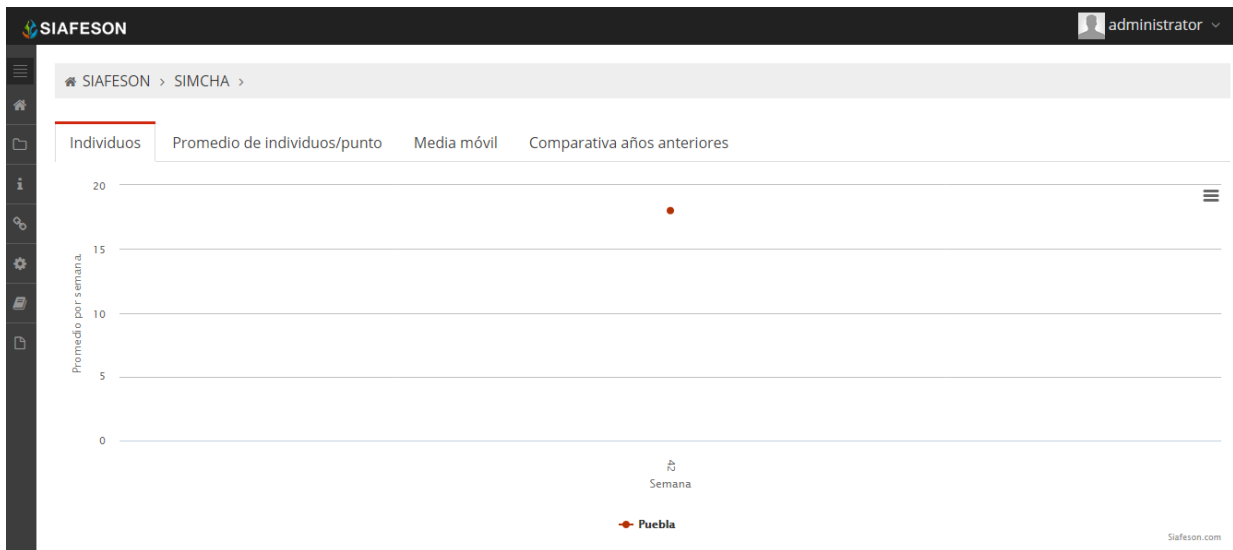 SIAFESON
administrator
SIAFESON > SIMCHA >
Individuos Promedio de individuos/punto Media móvil Comparativa años anteriores
20
15
10
5
0
Promedio por semana.
42
Semana
Puebla
Siafeson.com